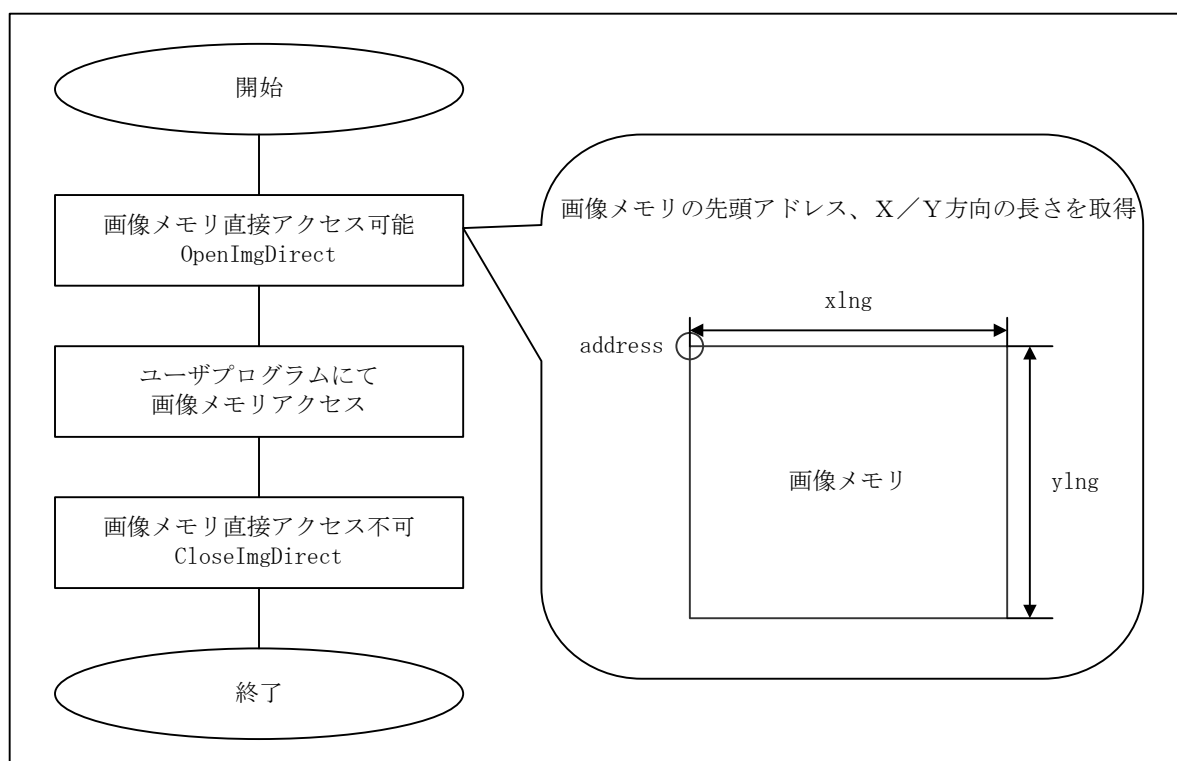 開始
画像メモリ直接アクセス可能
OpenImgDirect
ユーザプログラムにて
画像メモリアクセス
画像メモリ直接アクセス不可
CloseImgDirect
終了
画像メモリの先頭アドレス、X／Y方向の長さを取得
xlng
address
画像メモリ
ylng